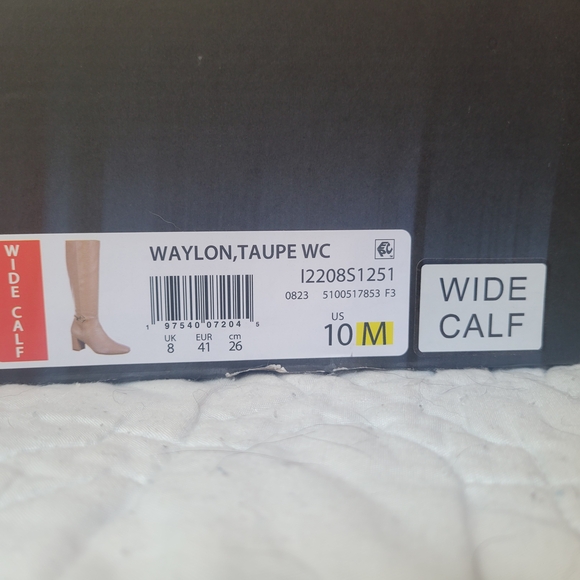 WIDE CALF
WAYLON,TAUPE WC
I2208S1251
0823 5100517853 F3
1 97540 07204 5
UK EUR cm
8 41 26
US
10 M
WIDE
CALF